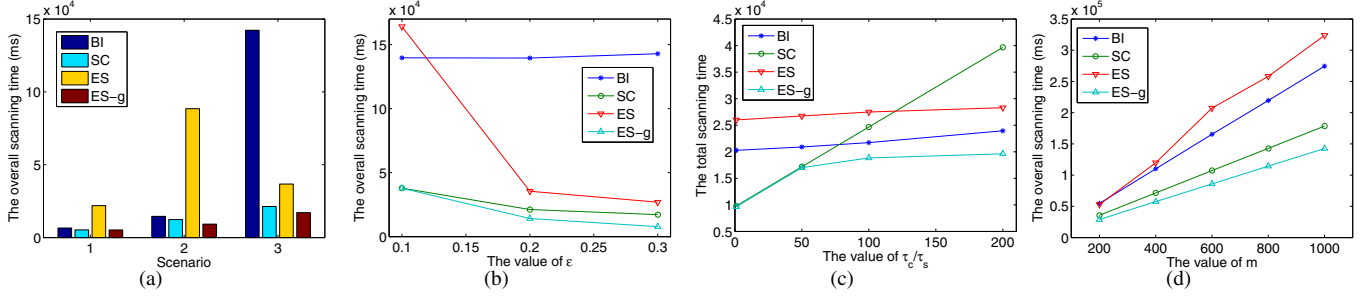 15 x 10^4
10
5
0
The overall scanning time (ms)
BI
SC
ES
ES-g
1
2
3
Scenario
(a)
x 10^4
15
10
5
0
The overall scanning time (ms)
BI
SC
ES
ES-g
0.1
0.15
0.2
0.25
0.3
The value of ε
(b)
4.5 x 10^4
4
3.5
3
2.5
2
1.5
1
0.5
0
The total scanning time
BI
SC
ES
ES-g
0
50
100
200
The value of τc/τs
(c)
3.5 x 10^5
3
2.5
2
1.5
1
0.5
0
The overall scanning time (ms)
BI
SC
ES
ES-g
200
400
600
800
1000
The value of m
(d)